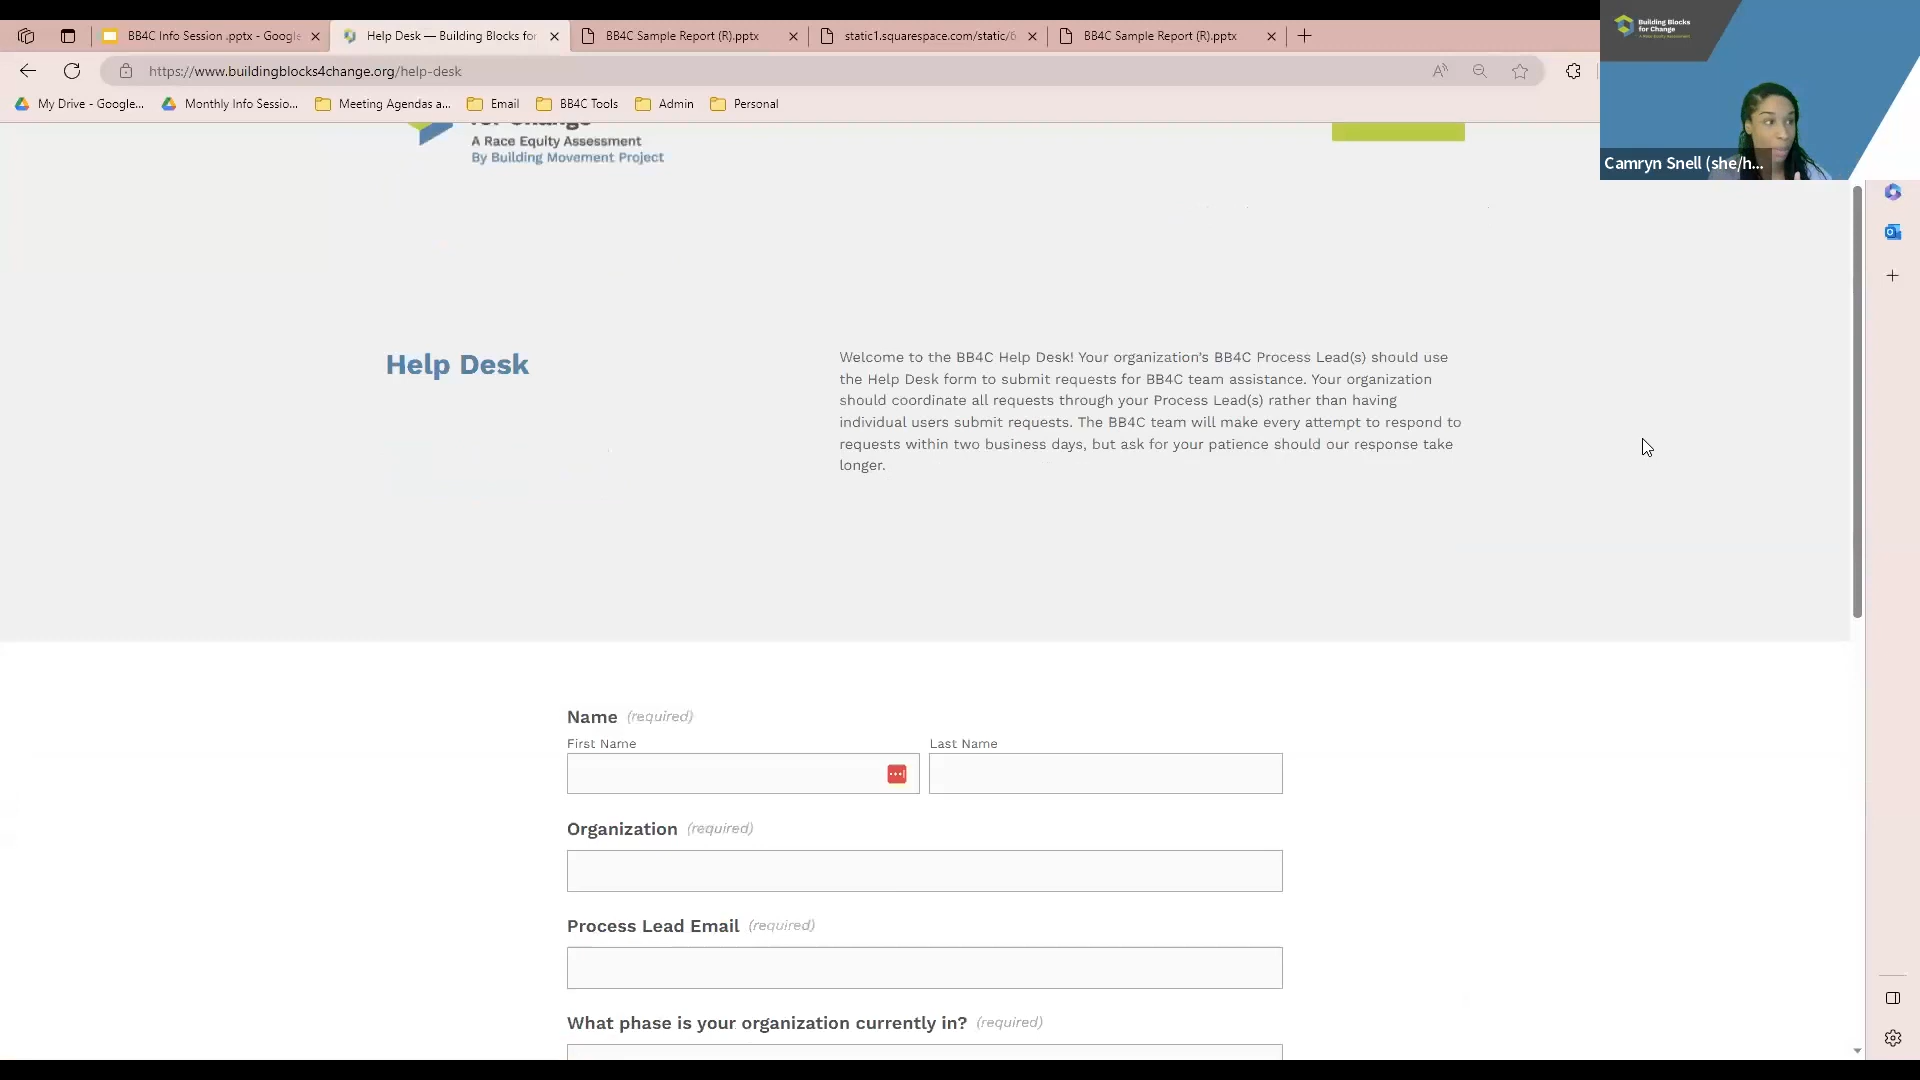 BB4C Info Session .pptx - Google
Help Desk — Building Blocks for
BB4C Sample Report (R).pptx
static1.squarespace.com/static/6
BB4C Sample Report (R).pptx
https://www.buildingblocks4change.org/help-desk
My Drive - Google...
Monthly Info Sessio...
Meeting Agendas a...
Email
BB4C Tools
Admin
Personal
Building Blocks
for Change
Camryn Snell (she/h...
for Change
A Race Equity Assessment
By Building Movement Project
Help Desk
Welcome to the BB4C Help Desk! Your organization’s BB4C Process Lead(s) should use
the Help Desk form to submit requests for BB4C team assistance. Your organization
should coordinate all requests through your Process Lead(s) rather than having
individual users submit requests. The BB4C team will make every attempt to respond to
requests within two business days, but ask for your patience should our response take
longer.
Name (required)
First Name
Last Name
Organization (required)
Process Lead Email (required)
What phase is your organization currently in? (required)